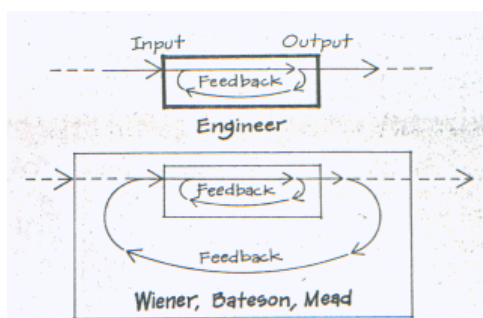 Input Output
Feedback
Engineer
Feedback
Feedback
Wiener, Bateson, Mead